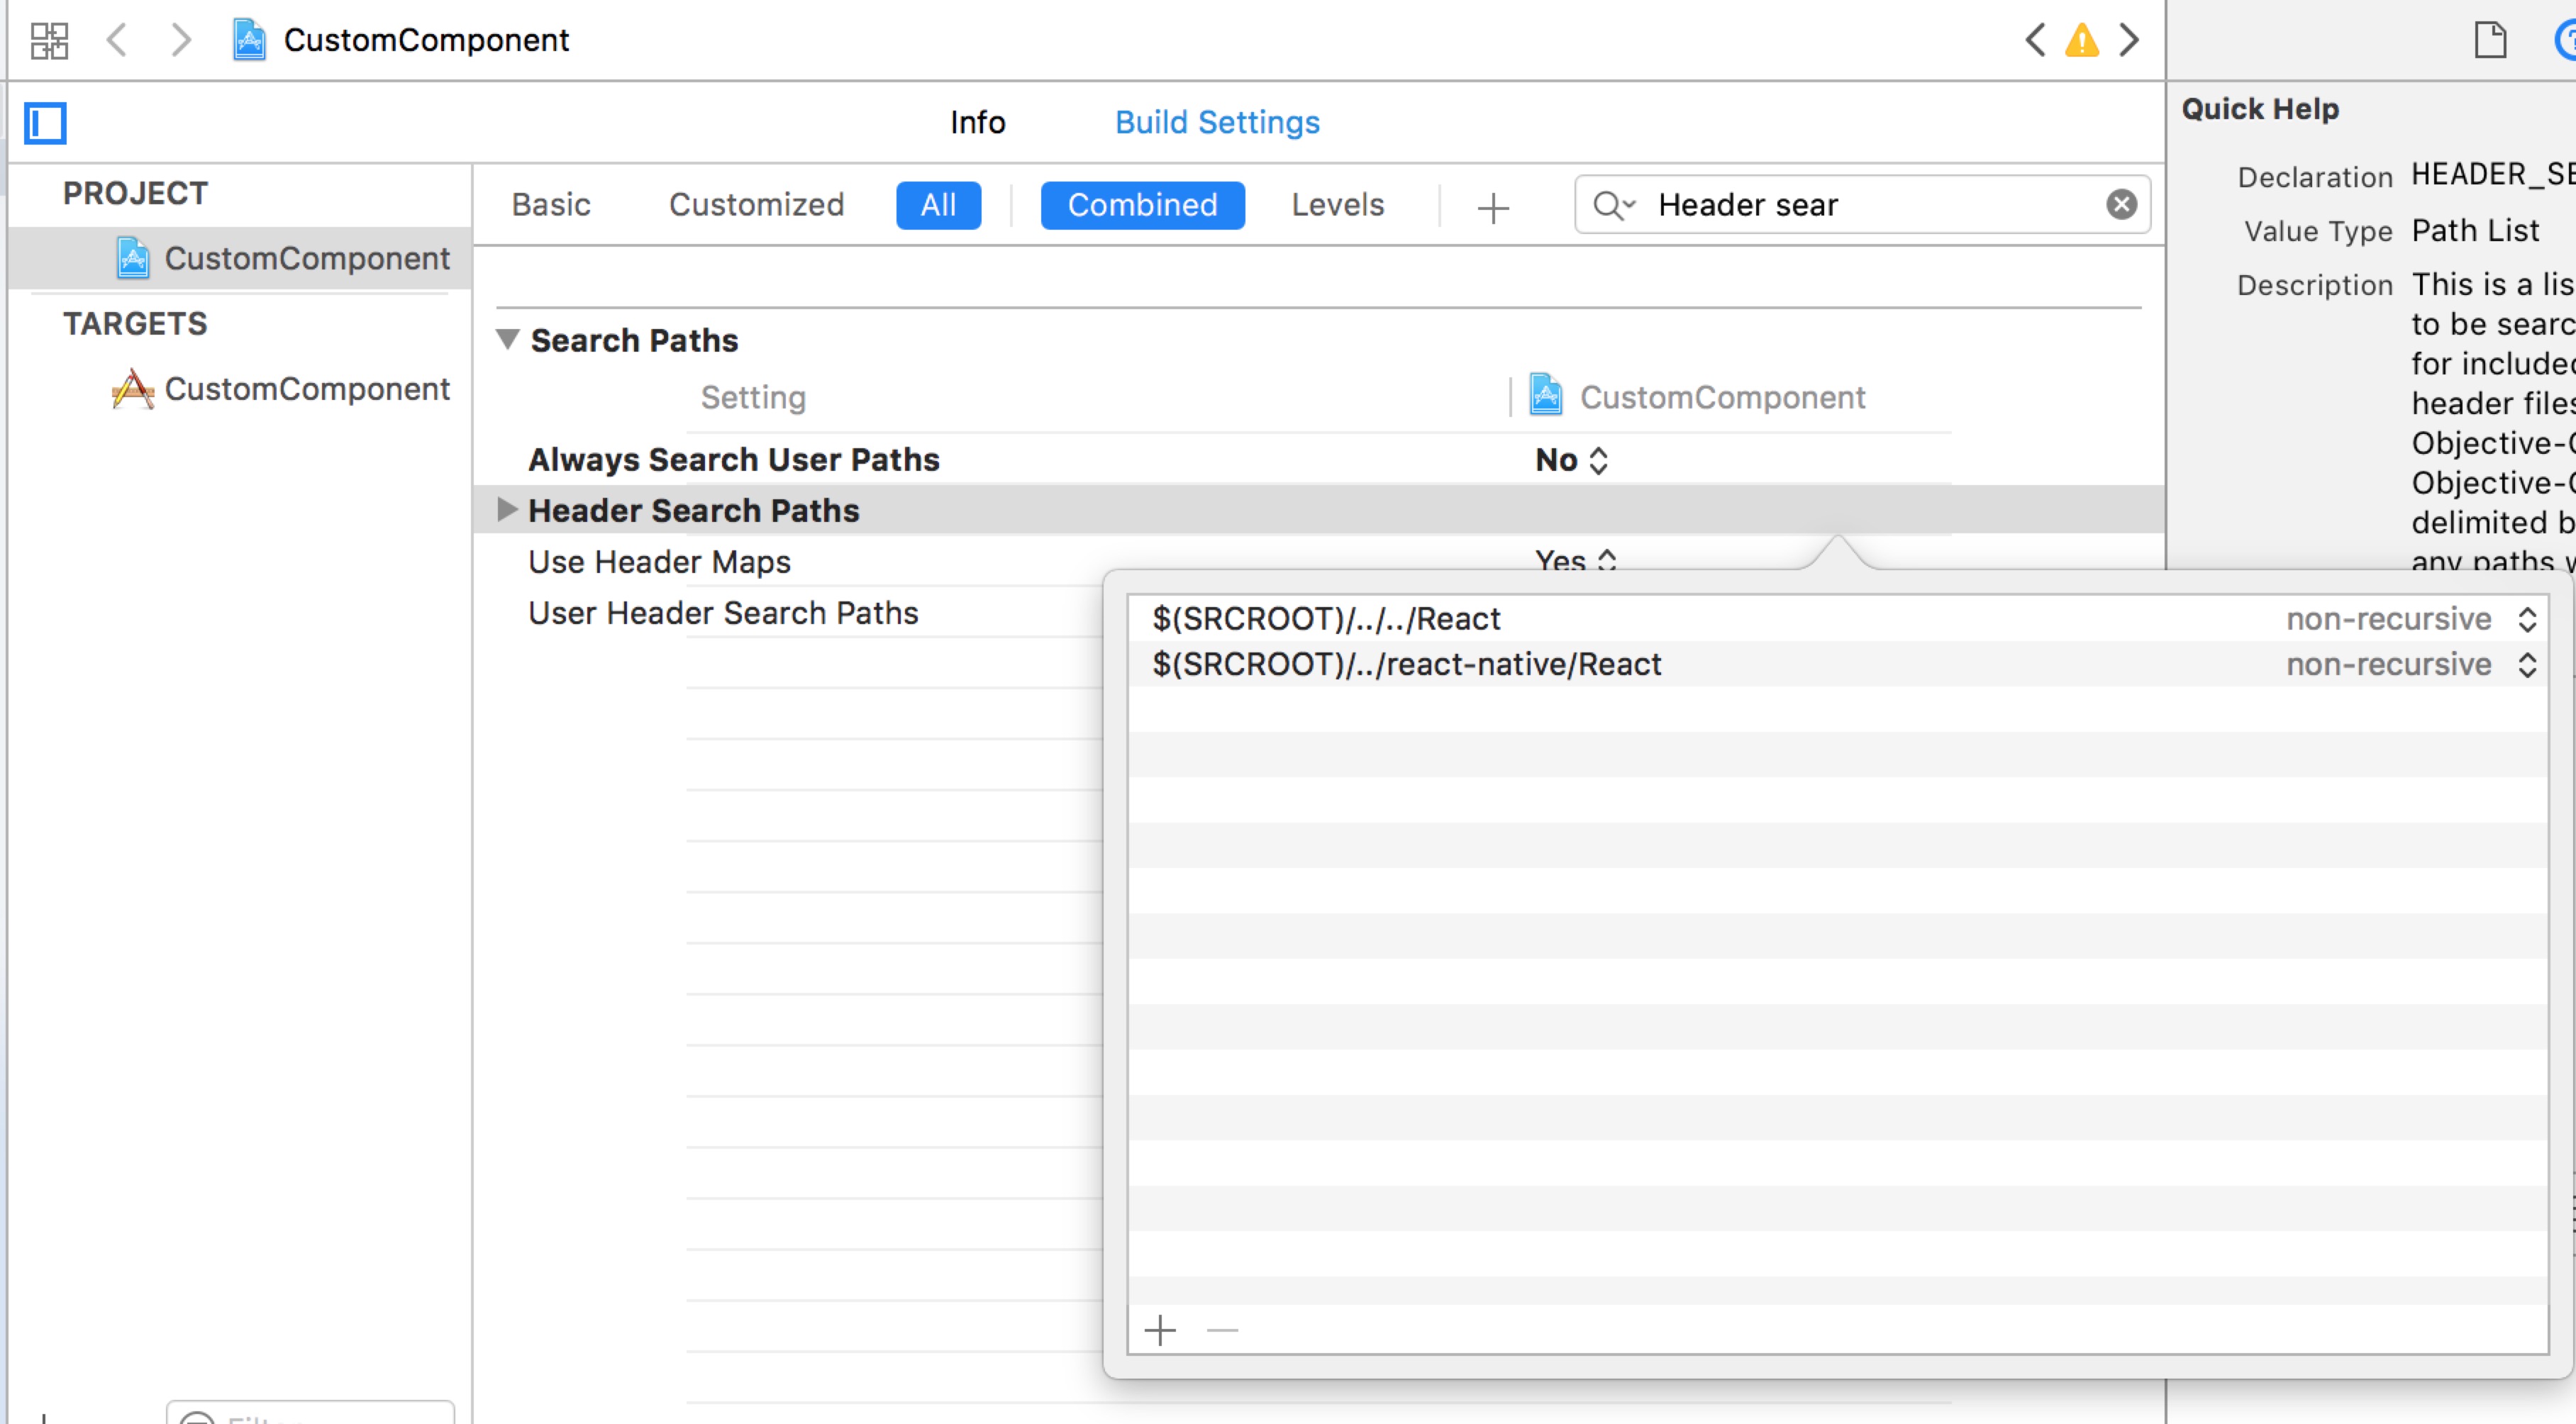 CustomComponent
Info Build Settings
PROJECT
CustomComponent
TARGETS
CustomComponent
Basic Customized All Combined Levels Header sear
Search Paths
Setting CustomComponent
Always Search User Paths No
Header Search Paths
Use Header Maps Yes
User Header Search Paths
$(SRCROOT)/../../React non-recursive
$(SRCROOT)/../react-native/React non-recursive
Quick Help
Declaration HEADER_SE
Value Type Path List
Description This is a lis
to be searc
for included
header files
Objective-C
Objective-C
delimited b
any paths w